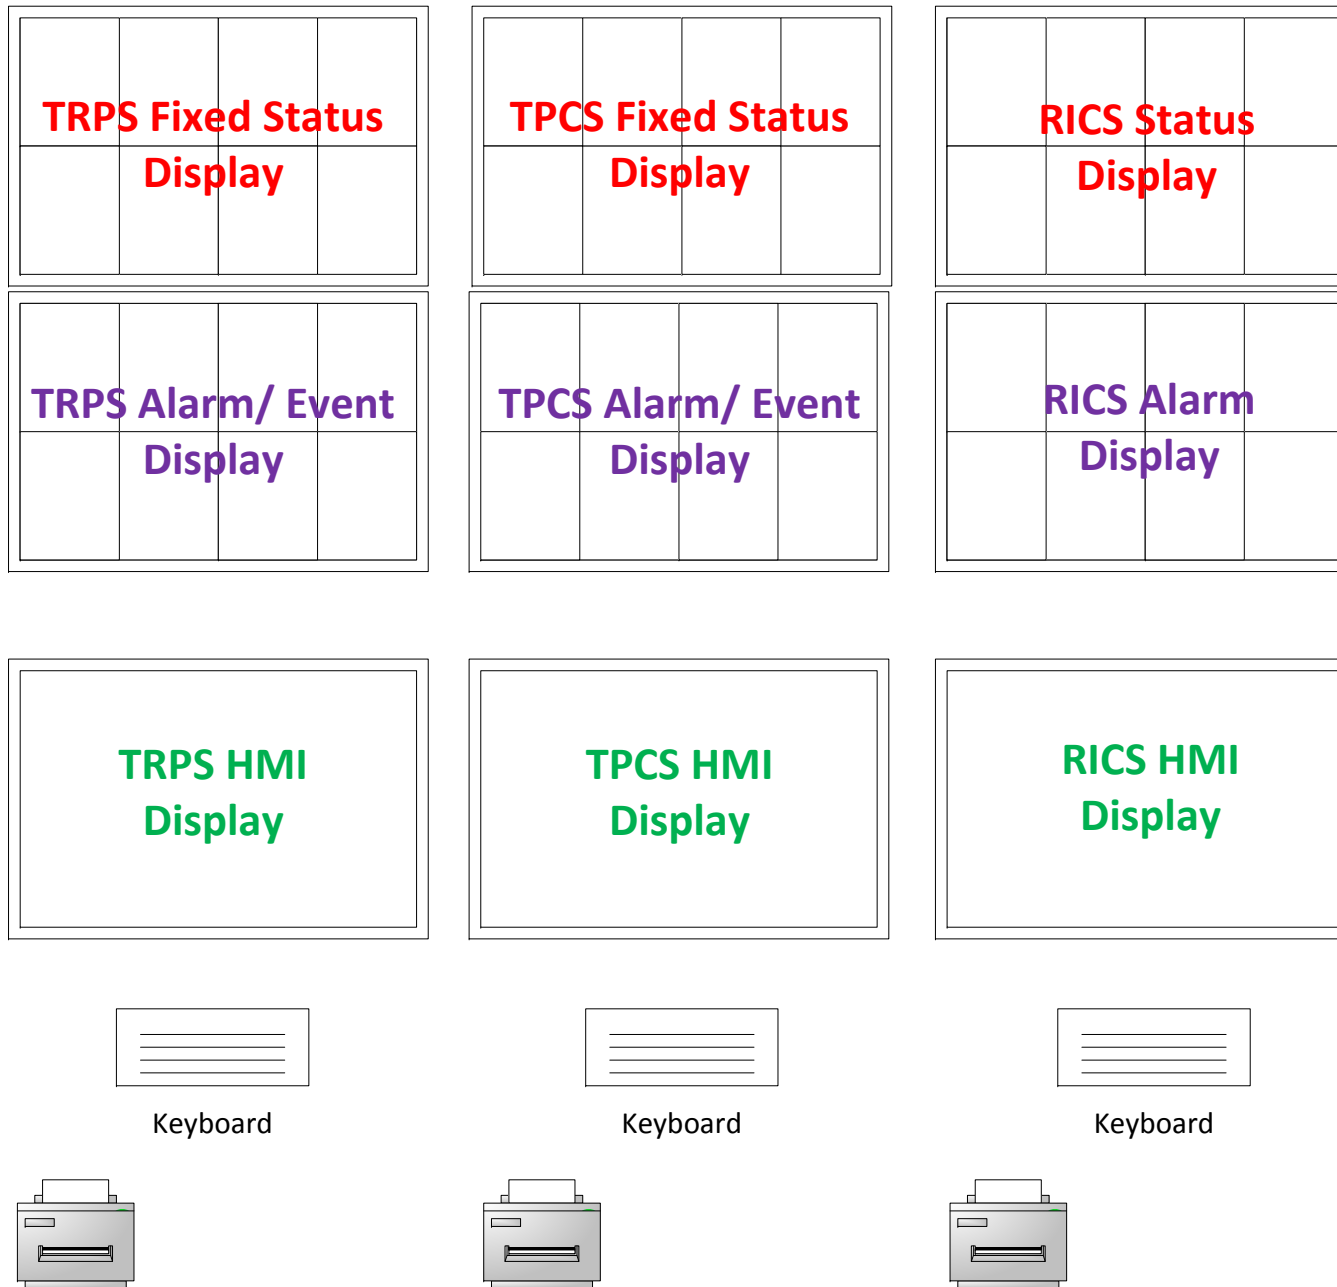 TRPS Fixed Status
Display
TPCS Fixed Status
Display
RICS Status
Display
TRPS Alarm/ Event
Display
TPCS Alarm/ Event
Display
RICS Alarm
Display
TRPS HMI
Display
TPCS HMI
Display
RICS HMI
Display
Keyboard
Keyboard
Keyboard